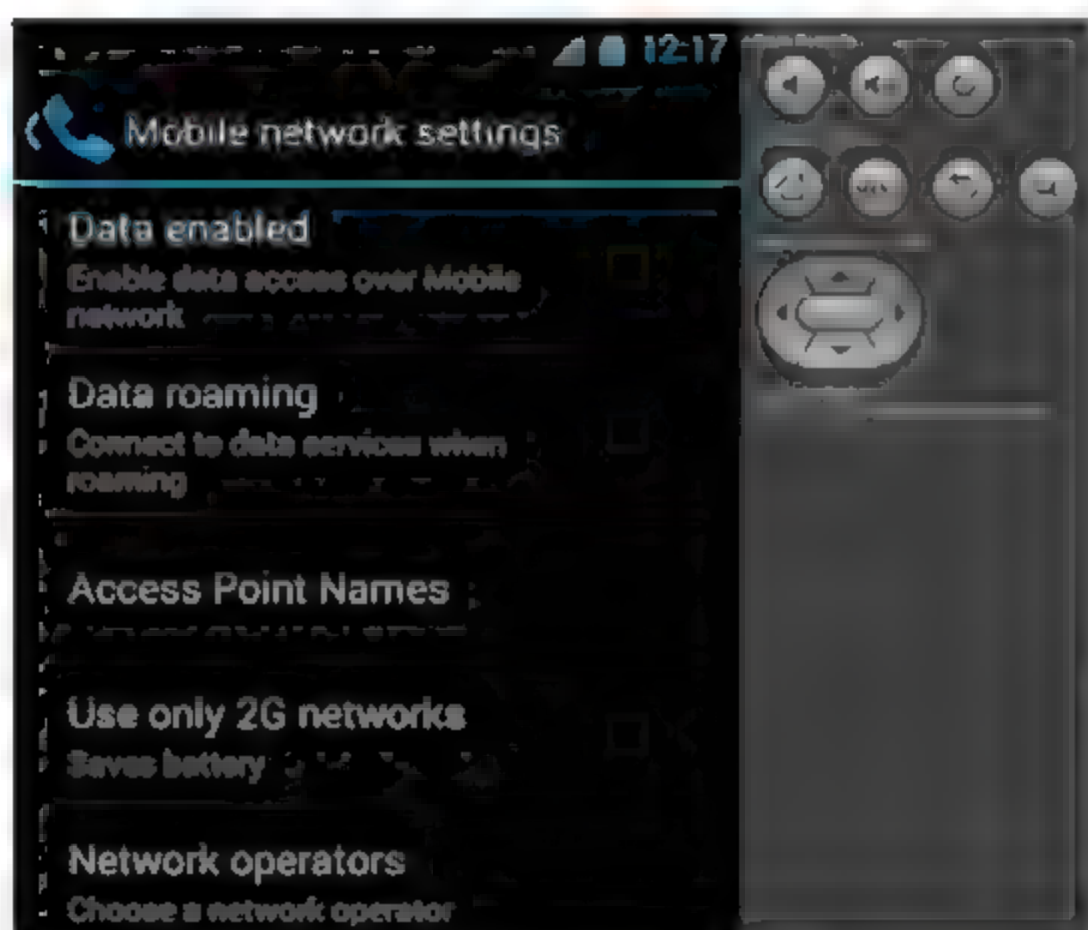 12:17
Mobile network settings
Data enabled
Enable data access over Mobile
network
Data roaming
Connect to data services when
roaming
Access Point Names
Use only 2G networks
Saves battery
Network operators
Choose a network operator